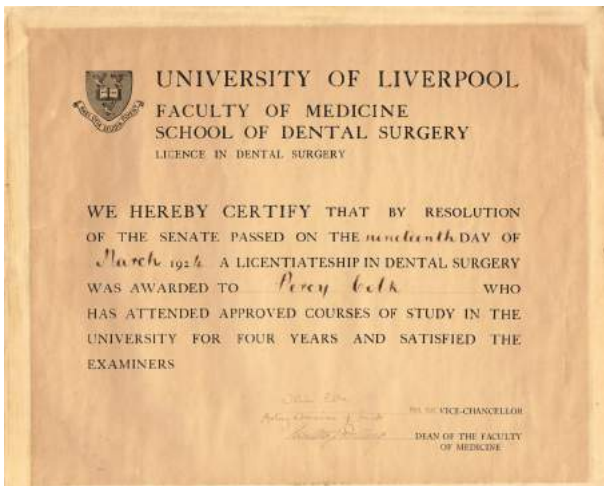 UNIVERSITY OF LIVERPOOL
FACULTY OF MEDICINE
SCHOOL OF DENTAL SURGERY
LICENCE IN DENTAL SURGERY
WE HEREBY CERTIFY THAT BY RESOLUTION
OF THE SENATE PASSED ON THE nineteenth DAY OF
March 1924 A LICENTIATESHIP IN DENTAL SURGERY
WAS AWARDED TO Percy WHO
HAS ATTENDED APPROVED COURSES OF STUDY IN THE
UNIVERSITY FOR FOUR YEARS AND SATISFIED THE
EXAMINERS
VICE-CHANCELLOR
DEAN OF THE FACULTY
OF MEDICINE